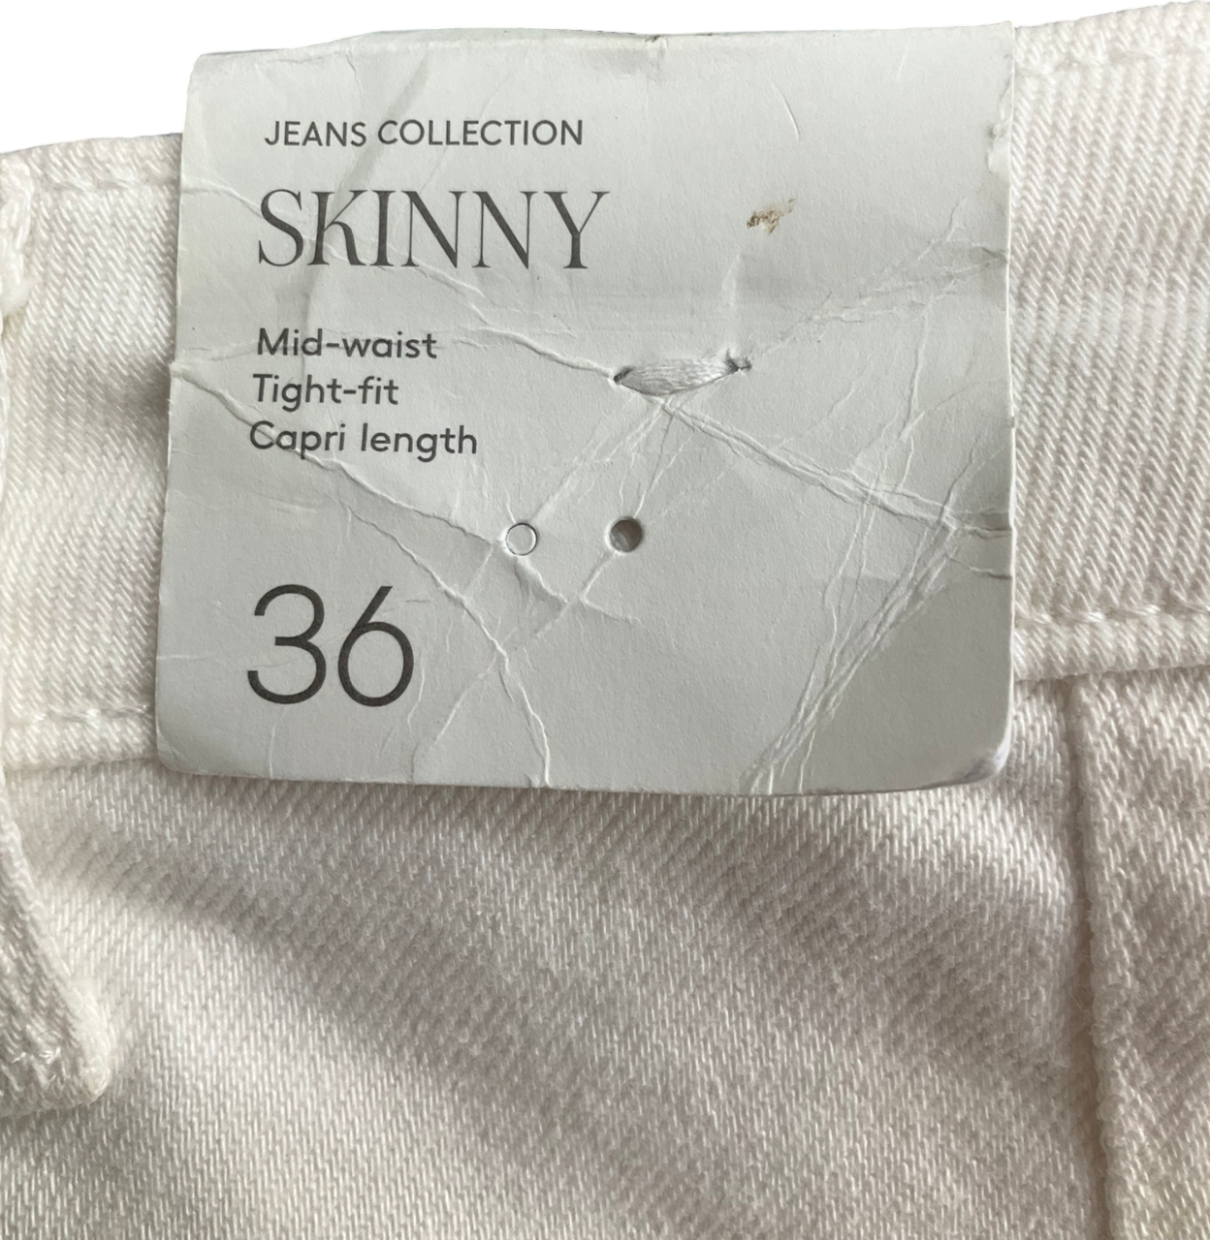 JEANS COLLECTION
SKINNY
Mid-waist
Tight-fit
Capri length
36